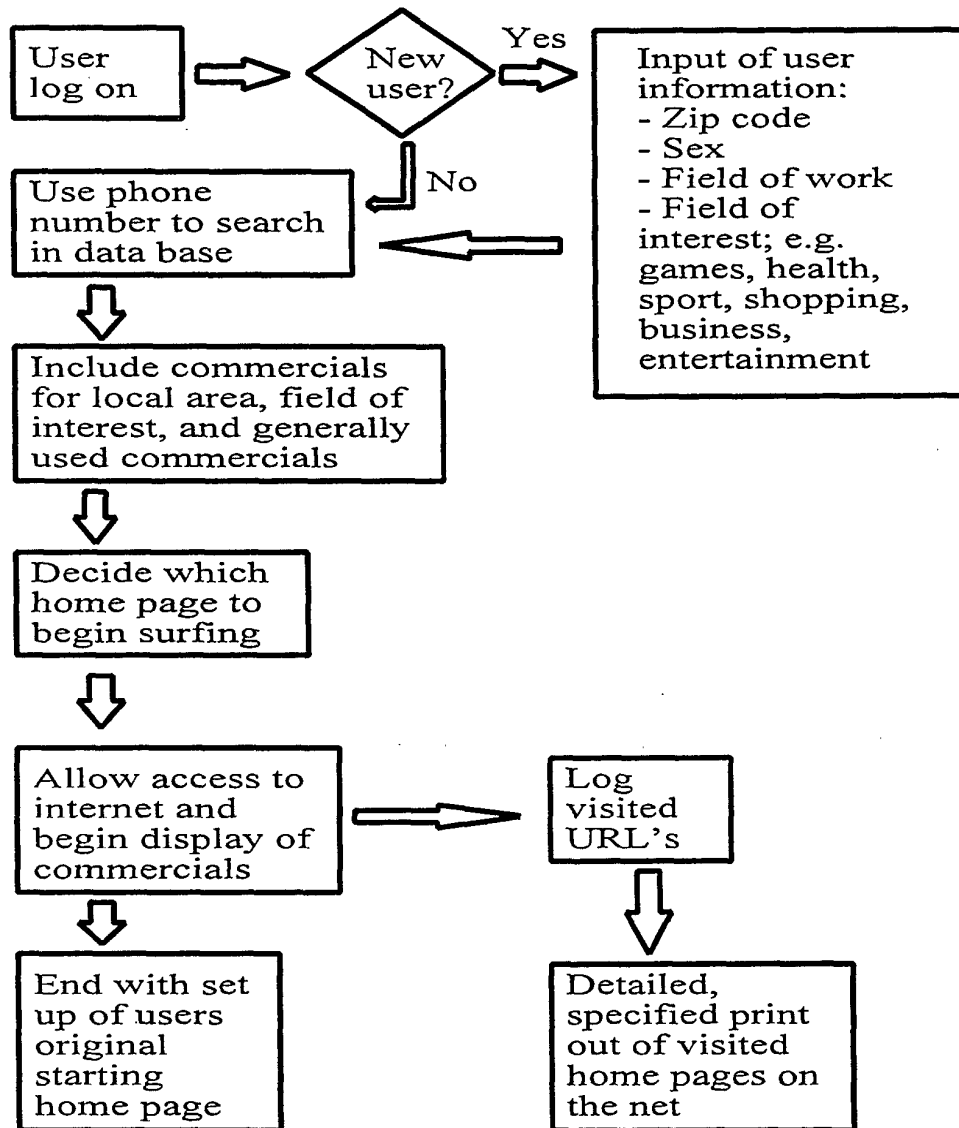 User
log on
New
user?
Yes
Input of user
information:
- Zip code
- Sex
- Field of work
- Field of
interest; e.g.
games, health,
sport, shopping,
business,
entertainment
No
Use phone
number to search
in data base
Include commercials
for local area, field of
interest, and generally
used commercials
Decide which
home page to
begin surfing
Allow access to
internet and
begin display of
commercials
Log
visited
URL's
End with set
up of users
original
starting
home page
Detailed,
specified print
out of visited
home pages on
the net